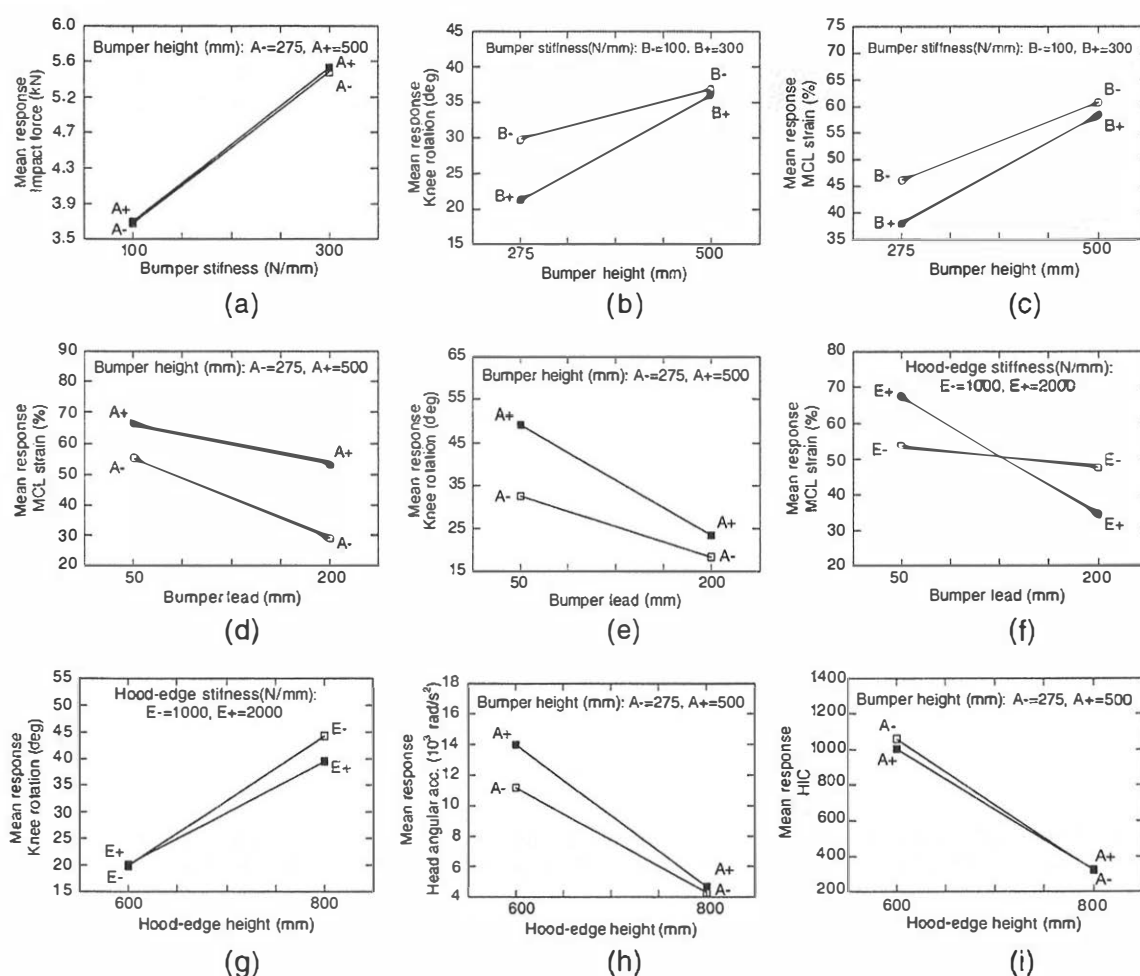 Mean response
Impact force (kN)
6.0
5.6
5.2
4.7
4.3
3.9
3.5
Bumper height (mm): A-=275, A+=500
A+
A-
A+
A-
100
300
Bumper stifness (N/mm)
(a)
Mean response
Knee rotation (deg)
45
40
35
30
25
20
15
Bumper stiffness(N/mm): B-=100, B+=300
B-
B+
B-
B+
275
500
Bumper height (mm)
(b)
Mean response
MCL strain (%)
75
70
65
60
55
50
45
40
35
Bumper stiffness(N/mm): B-=100, B+=300
B-
B+
B-
B+
275
500
Bumper height (mm)
(c)
Mean response
MCL strain (%)
90
80
70
60
50
40
30
20
Bumper height (mm): A-=275, A+=500
A+
A-
A+
A-
50
200
Bumper lead (mm)
(d)
Mean response
Knee rotation (deg)
65
55
45
35
25
15
Bumper height (mm): A-=275, A+=500
A+
A-
A+
A-
50
200
Bumper lead (mm)
(e)
Mean response
MCL strain (%)
90
80
70
60
50
40
30
20
Hood-edge stiffness(N/mm):
E-=1000, E+=2000
E+
E-
E-
E+
50
200
Bumper lead (mm)
(f)
Mean response
Knee rotation (deg)
55
50
45
40
35
30
25
20
15
Hood-edge stifness(N/mm):
E-=1000, E+=2000
E+
E-
E-
E+
600
800
Hood-edge height (mm)
(g)
Mean response
Head angular acc. (10³ rad/s²)
18
16
14
12
10
8
6
4
Bumper height (mm): A-=275, A+=500
A+
A-
A+
A-
600
800
Hood-edge height (mm)
(h)
Mean response
HIC
1400
1200
1000
800
600
400
200
Bumper height (mm): A-=275, A+=500
A-
A+
A+
A-
600
800
Hood-edge height (mm)
(i)